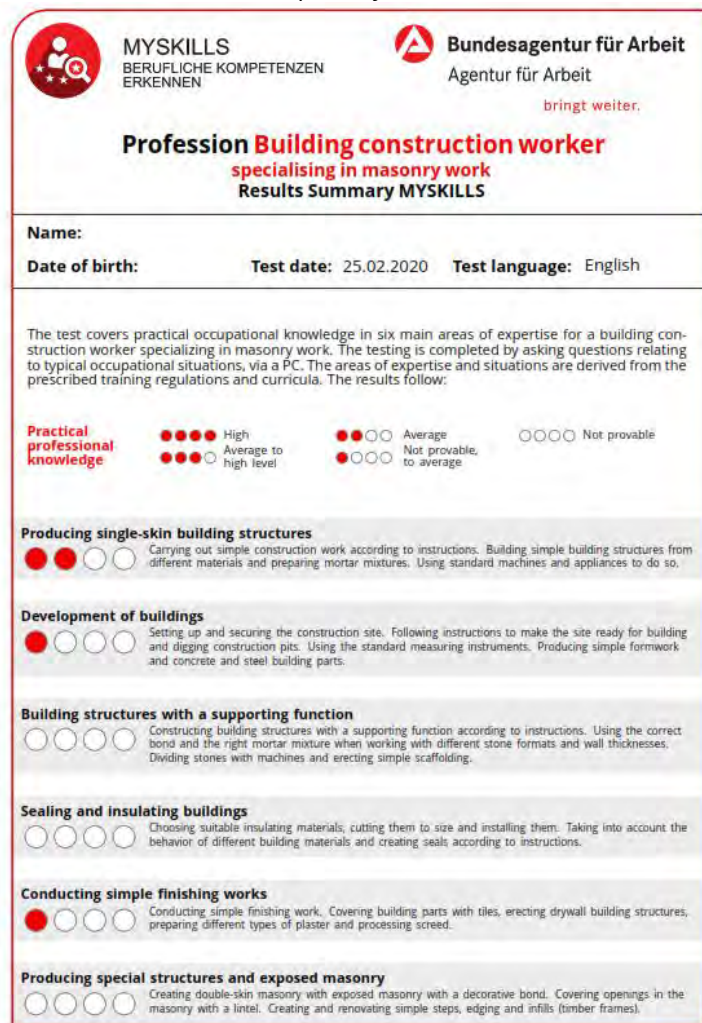 MYSKILLS
BERUFLICHE KOMPETENZEN
ERKENNEN
Bundesagentur für Arbeit
Agentur für Arbeit
bringt weiter.
Profession Building construction worker
specialising in masonry work
Results Summary MYSKILLS
Name:
Date of birth: Test date: 25.02.2020 Test language: English
The test covers practical occupational knowledge in six main areas of expertise for a building con-
struction worker specializing in masonry work. The testing is completed by asking questions relating
to typical occupational situations, via a PC. The areas of expertise and situations are derived from the
prescribed training regulations and curricula. The results follow:
Practical
professional
knowledge
High
Average to
high level
Average
Not provable,
to average
Not provable
Producing single-skin building structures
Carrying out simple construction work according to instructions. Building simple building structures from
different materials and preparing mortar mixtures. Using standard machines and appliances to do so.
Development of buildings
Setting up and securing the construction site. Following instructions to make the site ready for building
and digging construction pits. Using the standard measuring instruments. Producing simple formwork
and concrete and steel building parts.
Building structures with a supporting function
Constructing building structures with a supporting function according to instructions. Using the correct
bond and the right mortar mixture when working with different stone formats and wall thicknesses.
Dividing stones with machines and erecting simple scaffolding.
Sealing and insulating buildings
Choosing suitable insulating materials, cutting them to size and installing them. Taking into account the
behavior of different building materials and creating seals according to instructions.
Conducting simple finishing works
Conducting simple finishing work. Covering building parts with tiles, erecting drywall building structures,
preparing different types of plaster and processing screed.
Producing special structures and exposed masonry
Creating double-skin masonry with exposed masonry with a decorative bond. Covering openings in the
masonry with a lintel. Creating and renovating simple steps, edging and infills (timber frames).